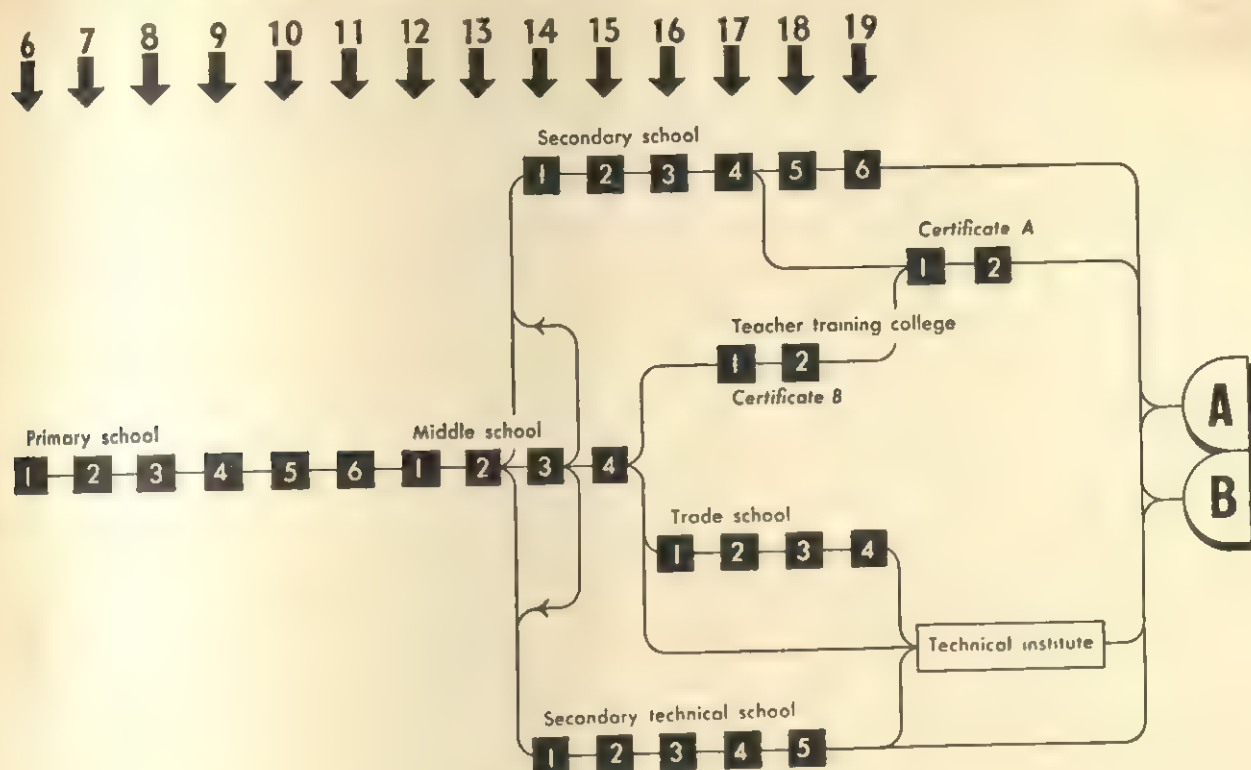 6 7 8 9 10 11 12 13 14 15 16 17 18 19
Secondary school
1 2 3 4 5 6
Certificate A
1 2
Teacher training college
1 2
Certificate B
Primary school
1 2 3 4 5 6
Middle school
1 2 3 4
A
B
Trade school
1 2 3 4
Technical institute
Secondary technical school
1 2 3 4 5